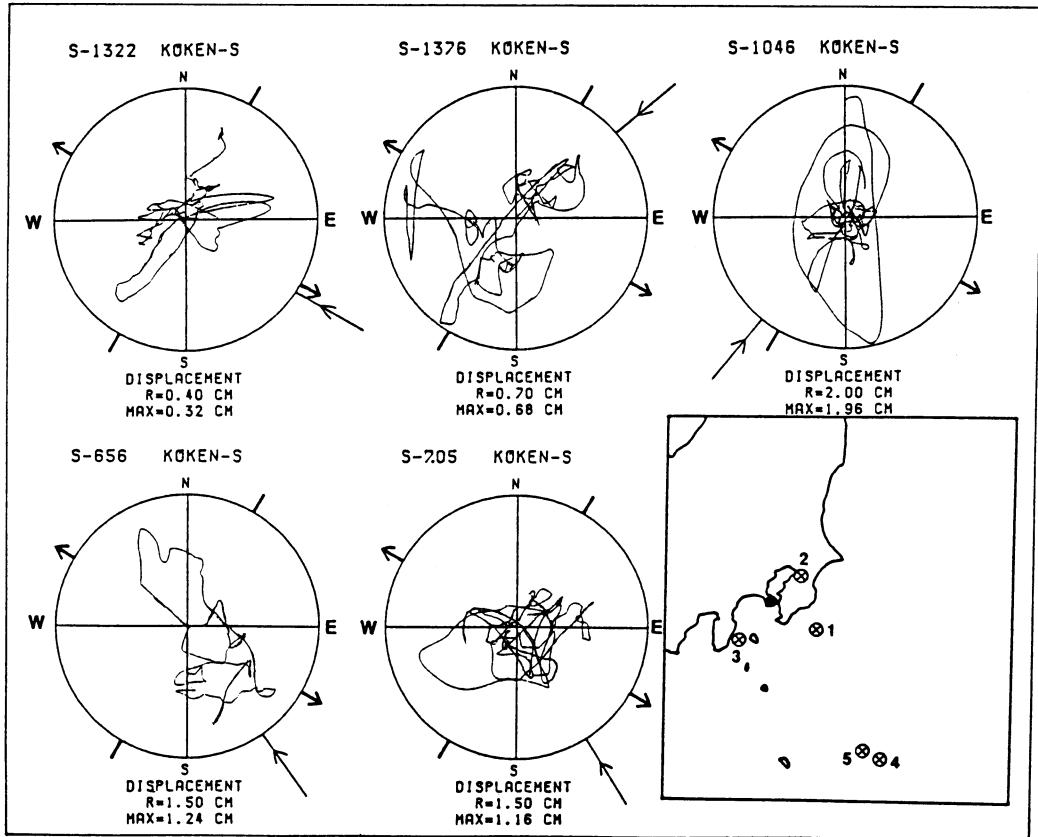 S-1322 KOKEN-S
N
W
E
S
DISPLACEMENT
R=0.40 CM
MAX=0.32 CM
S-1376 KOKEN-S
N
W
E
S
DISPLACEMENT
R=0.70 CM
MAX=0.68 CM
S-1046 KOKEN-S
N
W
E
S
DISPLACEMENT
R=2.00 CM
MAX=1.96 CM
S-656 KOKEN-S
N
W
E
S
DISPLACEMENT
R=1.50 CM
MAX=1.24 CM
S-705 KOKEN-S
N
W
E
S
DISPLACEMENT
R=1.50 CM
MAX=1.16 CM
2
1
3
5
4